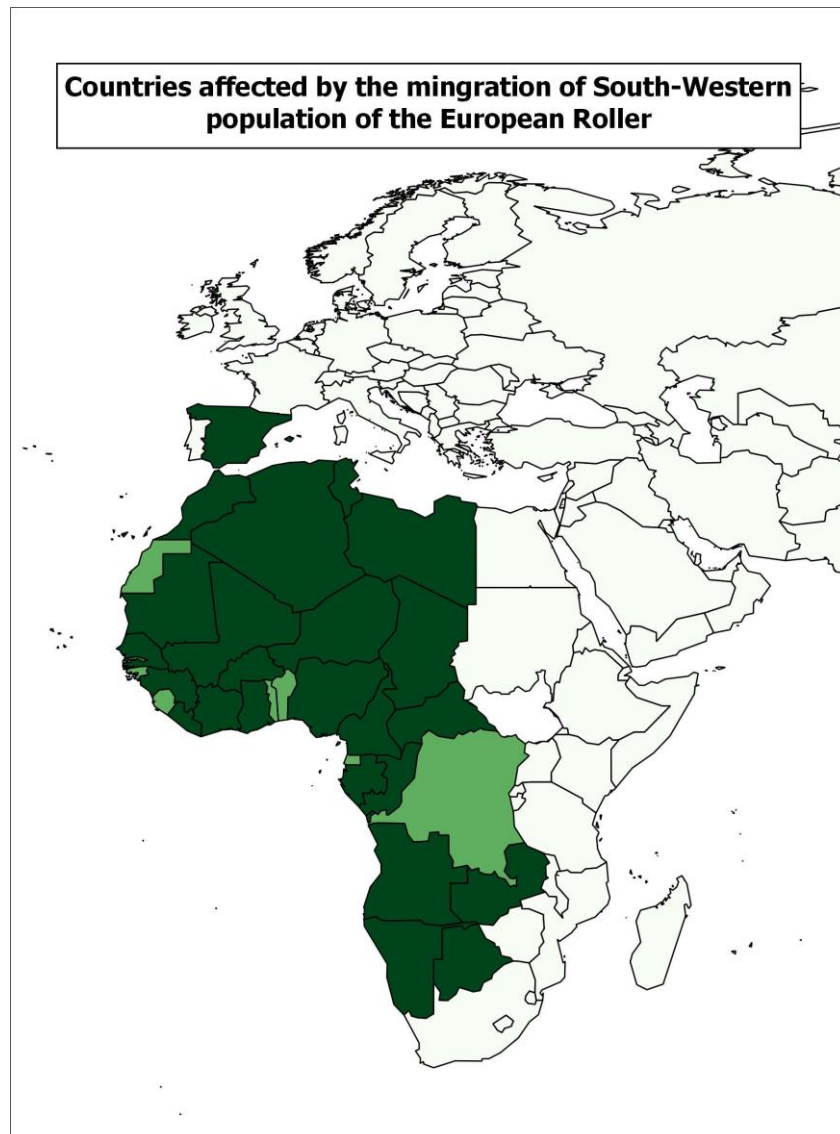 Countries affected by the mingration of South-Western
population of the European Roller